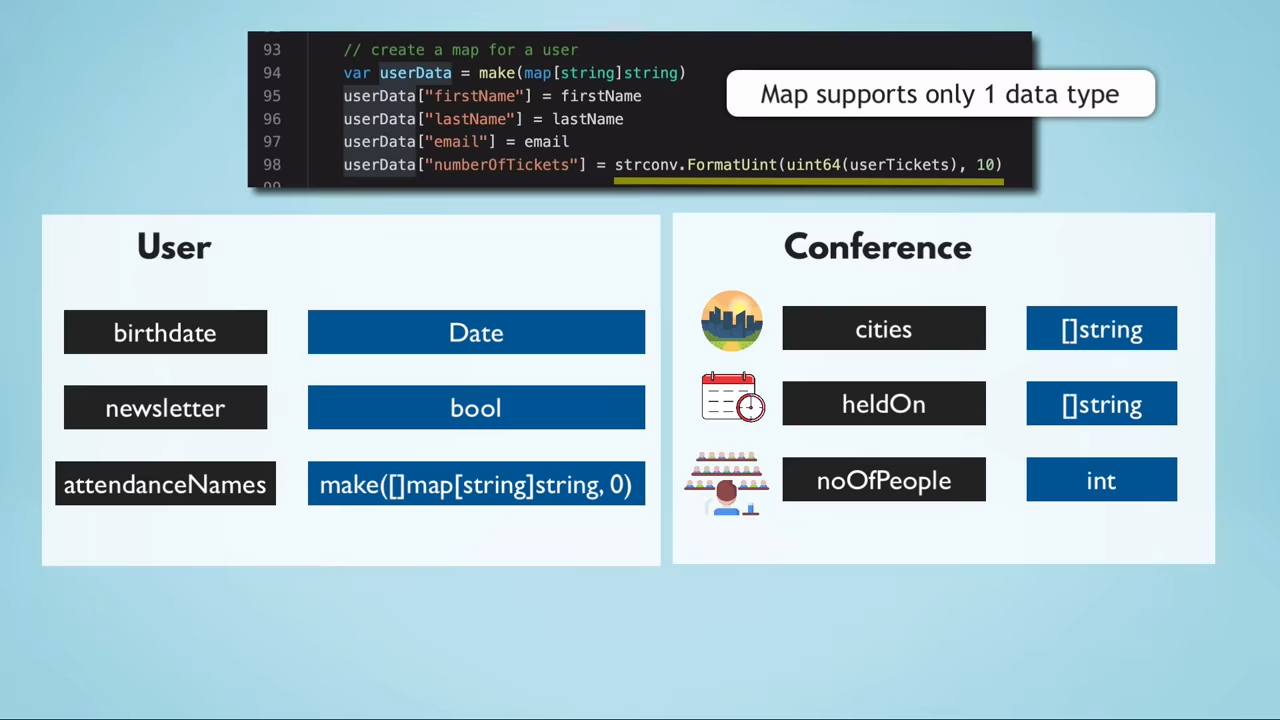 93 // create a map for a user
94 var userData = make(map[string]string)
95 userData["firstName"] = firstName
Map supports only 1 data type
96 userData["lastName"] = lastName
97 userData["email"] = email
98 userData["numberOfTickets"] = strconv.FormatUint(uint64(userTickets), 10)
User
birthdate Date
newsletter bool
attendanceNames make([]map[string]string, 0)
Conference
cities []string
heldOn []string
noOfPeople int